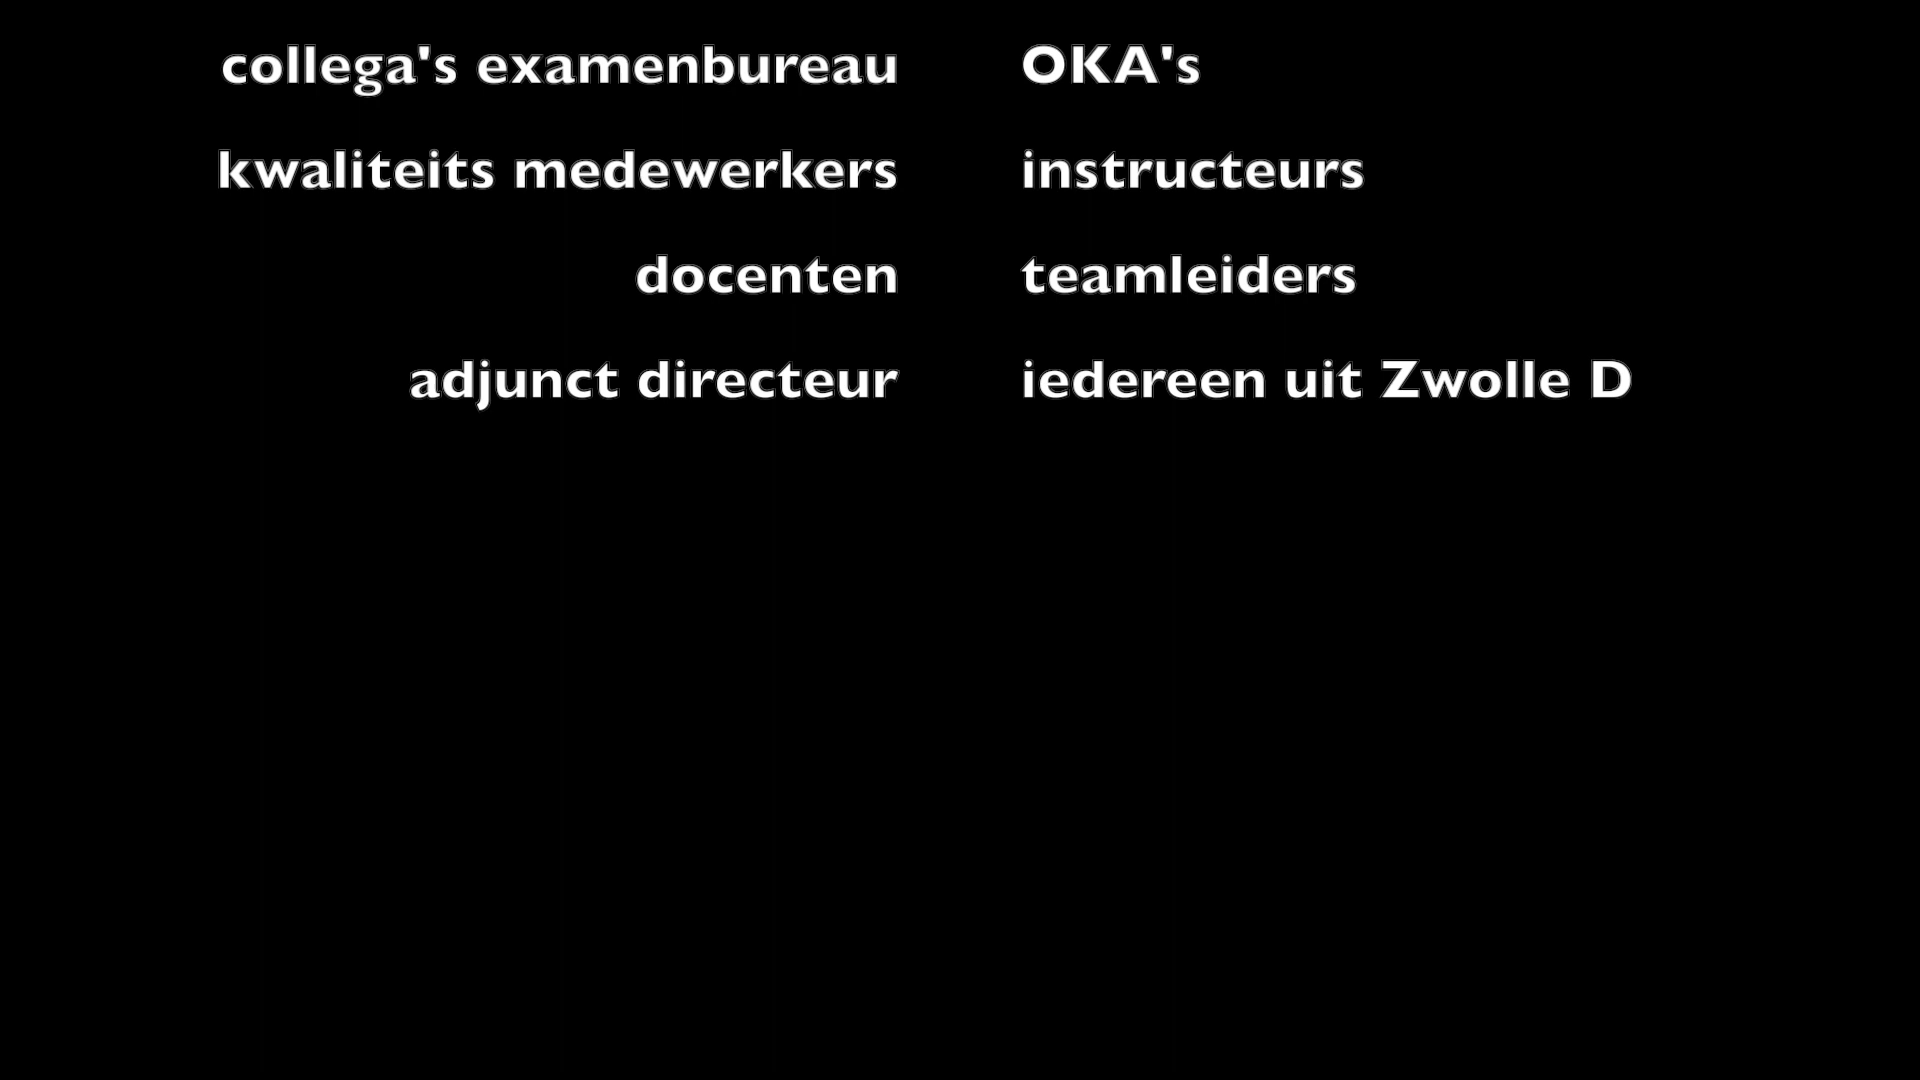 collega's examenbureau OKA's
kwaliteits medewerkers instructeurs
docenten teamleiders
adjunct directeur iedereen uit Zwolle D